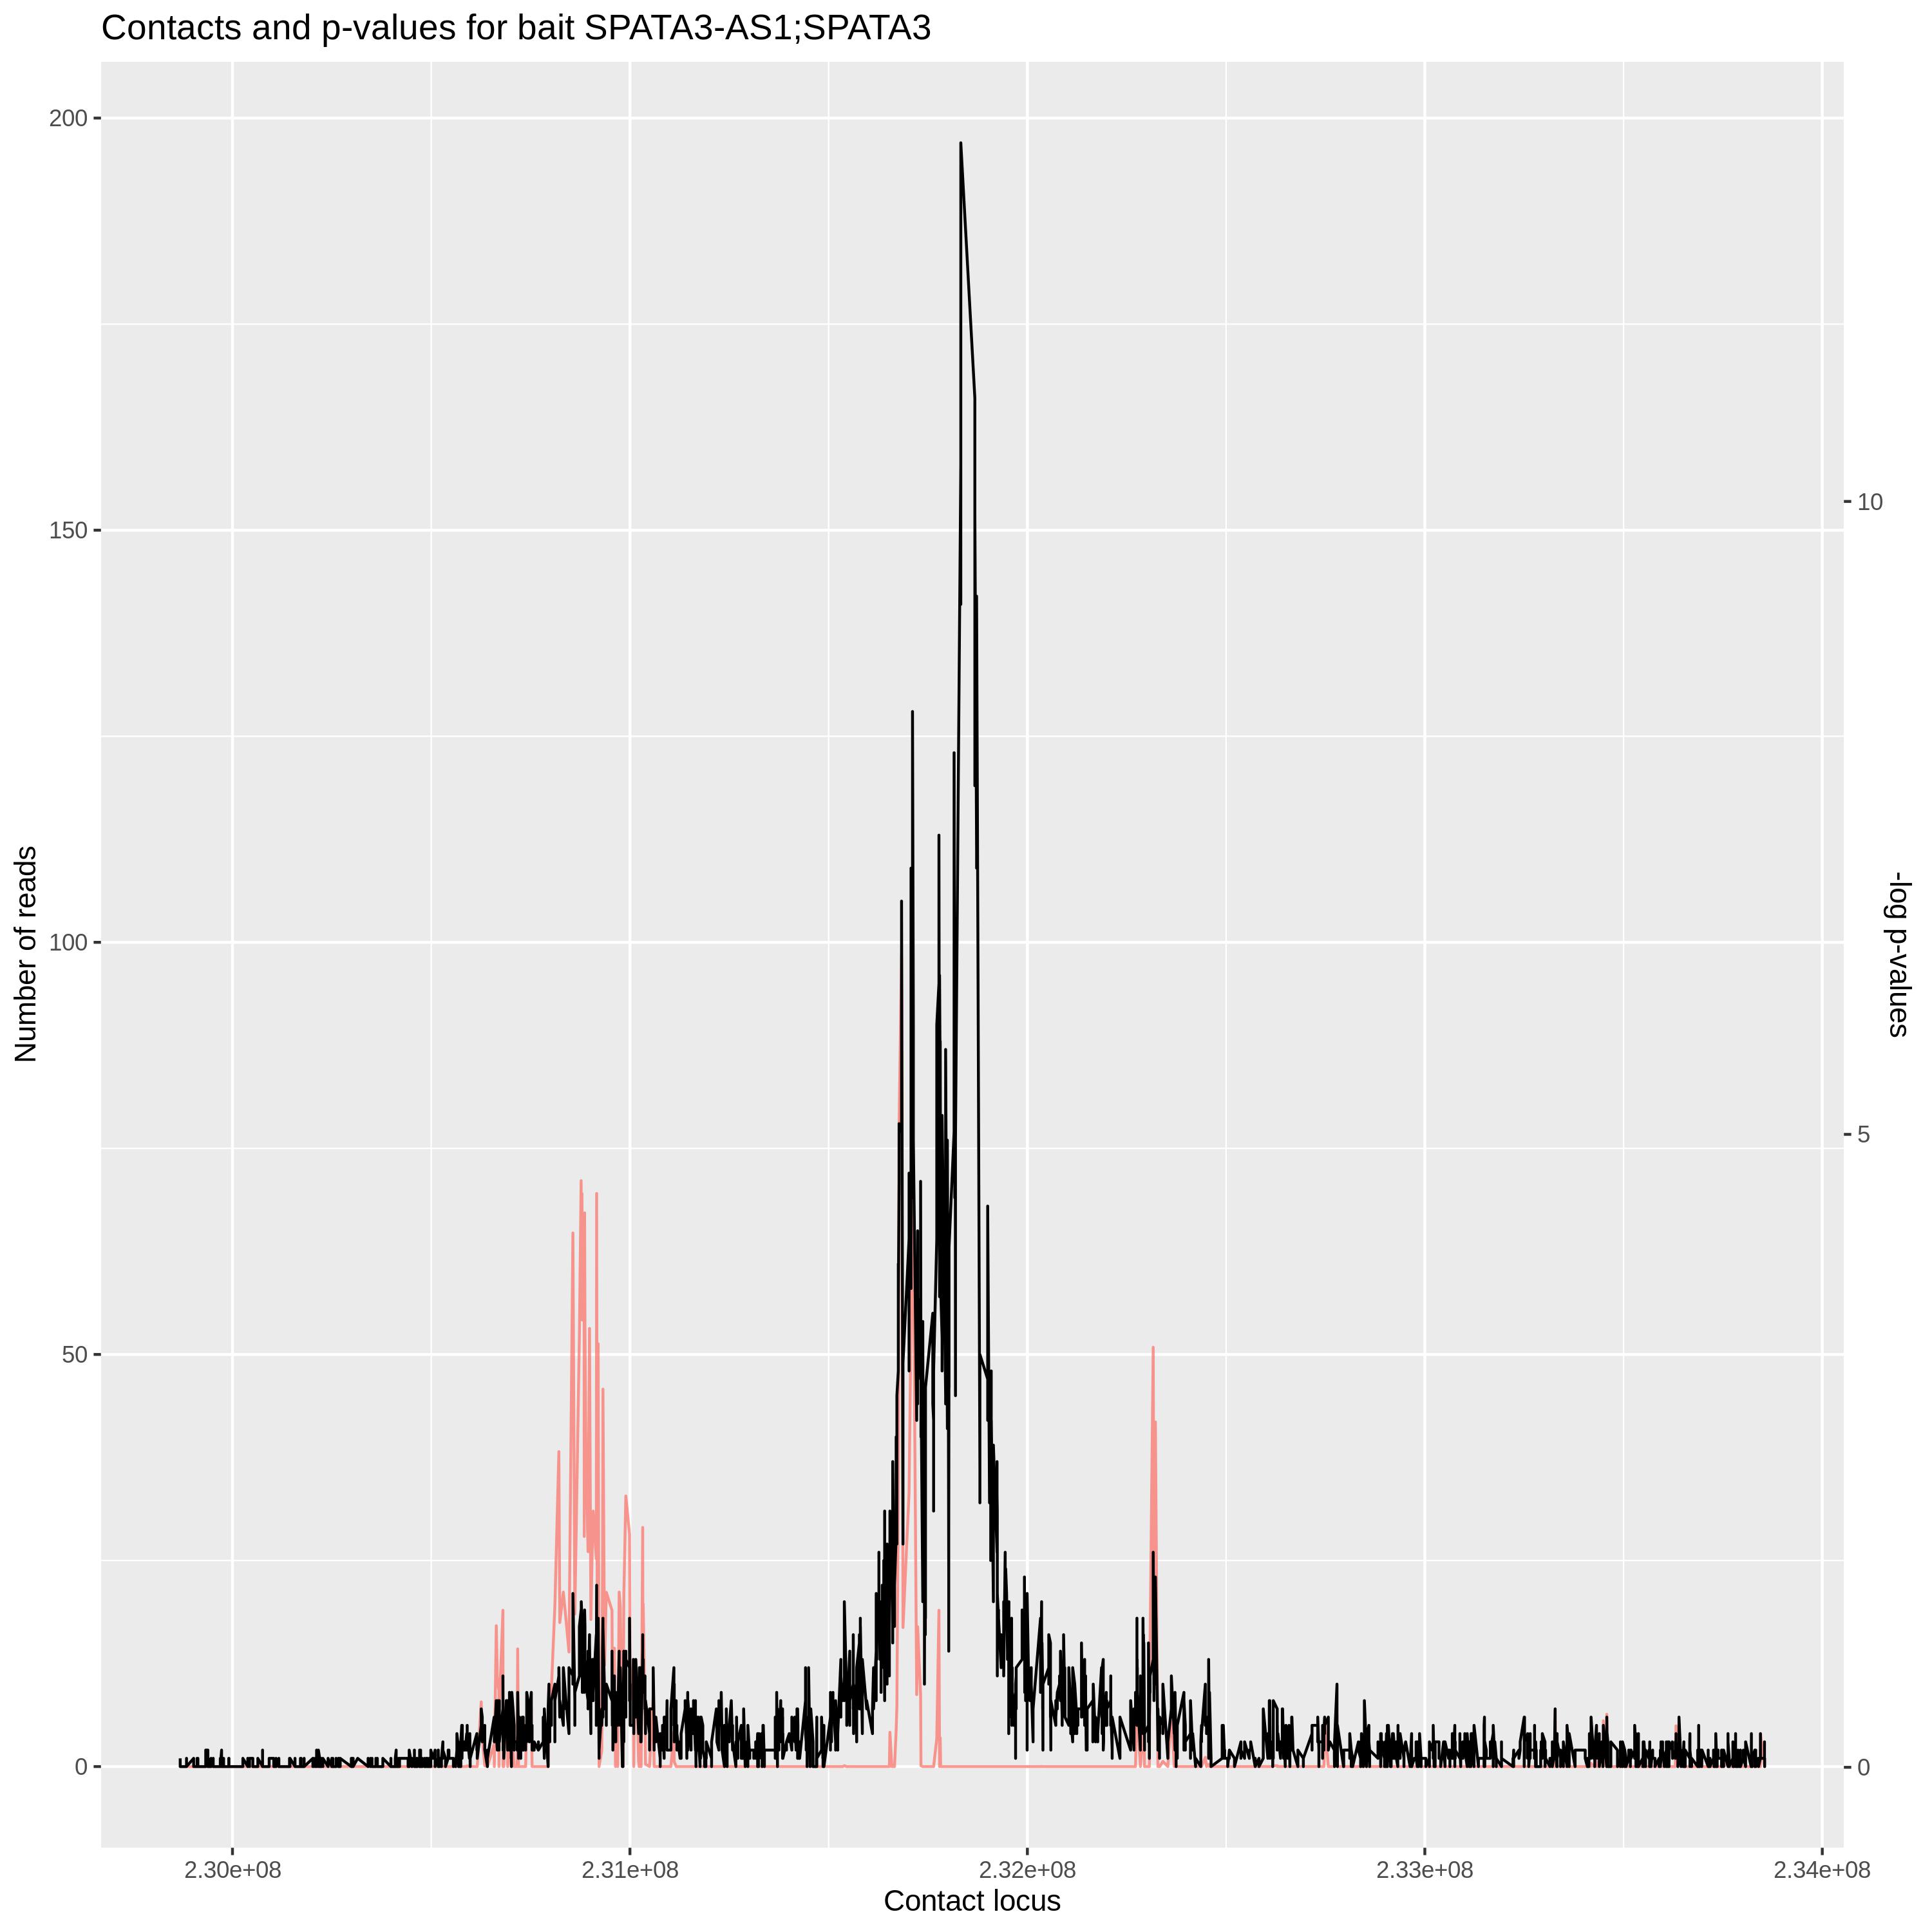 Contacts and p-values for bait SPATA3-AS1;SPATA3
200
150
100
50
0
Number of reads
10
5
0
-log p-values
2.30e+08
2.31e+08
2.32e+08
2.33e+08
2.34e+08
Contact locus